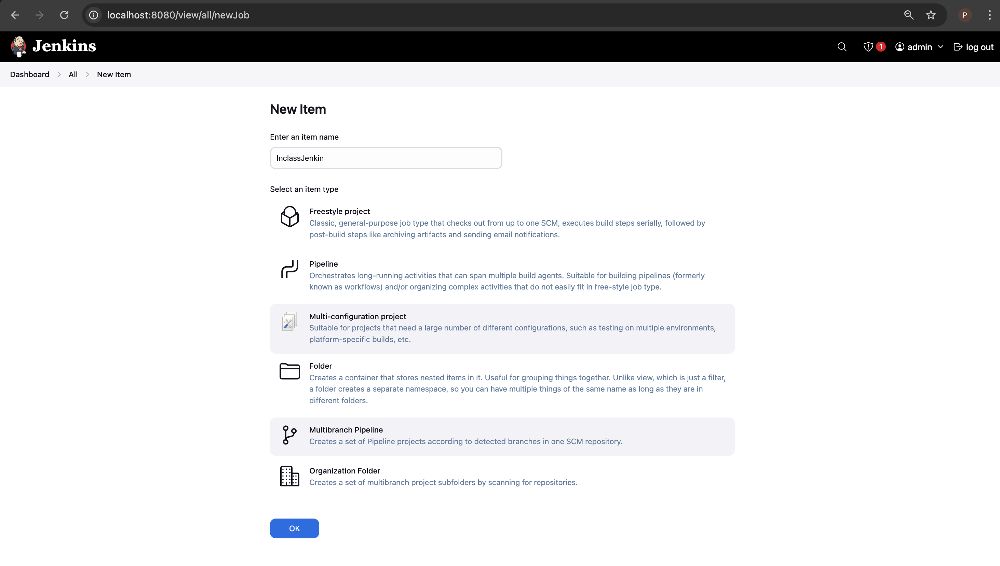 localhost:8080/view/all/newJob
P
Jenkins
1
admin
log out
Dashboard
All
New Item
New Item
Enter an item name
InclassJenkin
Select an item type
Freestyle project
Classic, general-purpose job type that checks out from up to one SCM, executes build steps serially, followed by
post-build steps like archiving artifacts and sending email notifications.
Pipeline
Orchestrates long-running activities that can span multiple build agents. Suitable for building pipelines (formerly
known as workflows) and/or organizing complex activities that do not easily fit in free-style job type.
Multi-configuration project
Suitable for projects that need a large number of different configurations, such as testing on multiple environments,
platform-specific builds, etc.
Folder
Creates a container that stores nested items in it. Useful for grouping things together. Unlike view, which is just a filter,
a folder creates a separate namespace, so you can have multiple things of the same name as long as they are in
different folders.
Multibranch Pipeline
Creates a set of Pipeline projects according to detected branches in one SCM repository.
Organization Folder
Creates a set of multibranch project subfolders by scanning for repositories.
OK